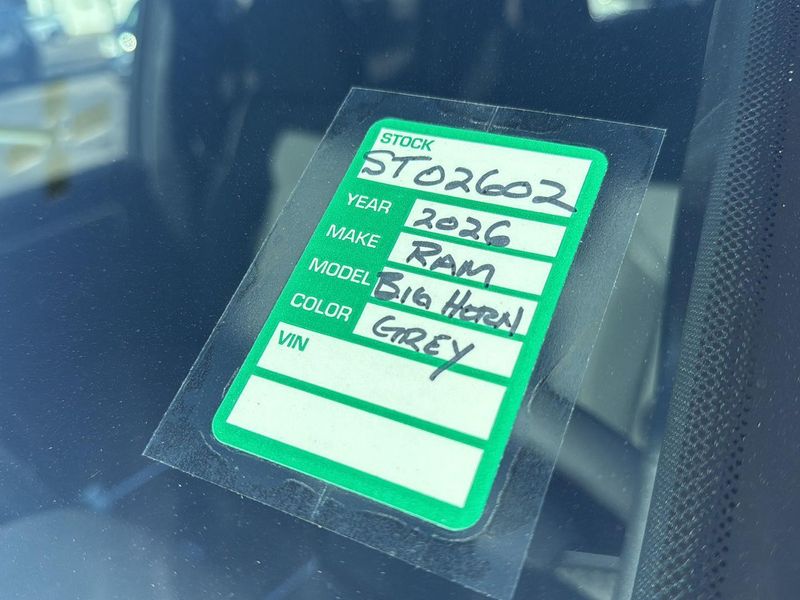 STOCK
ST02602
YEAR 2026
MAKE RAM
MODEL BIG HORN
COLOR GREY
VIN